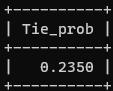 +----------+
| Tie_prob |
+----------+
|   0.2350 |
+----------+